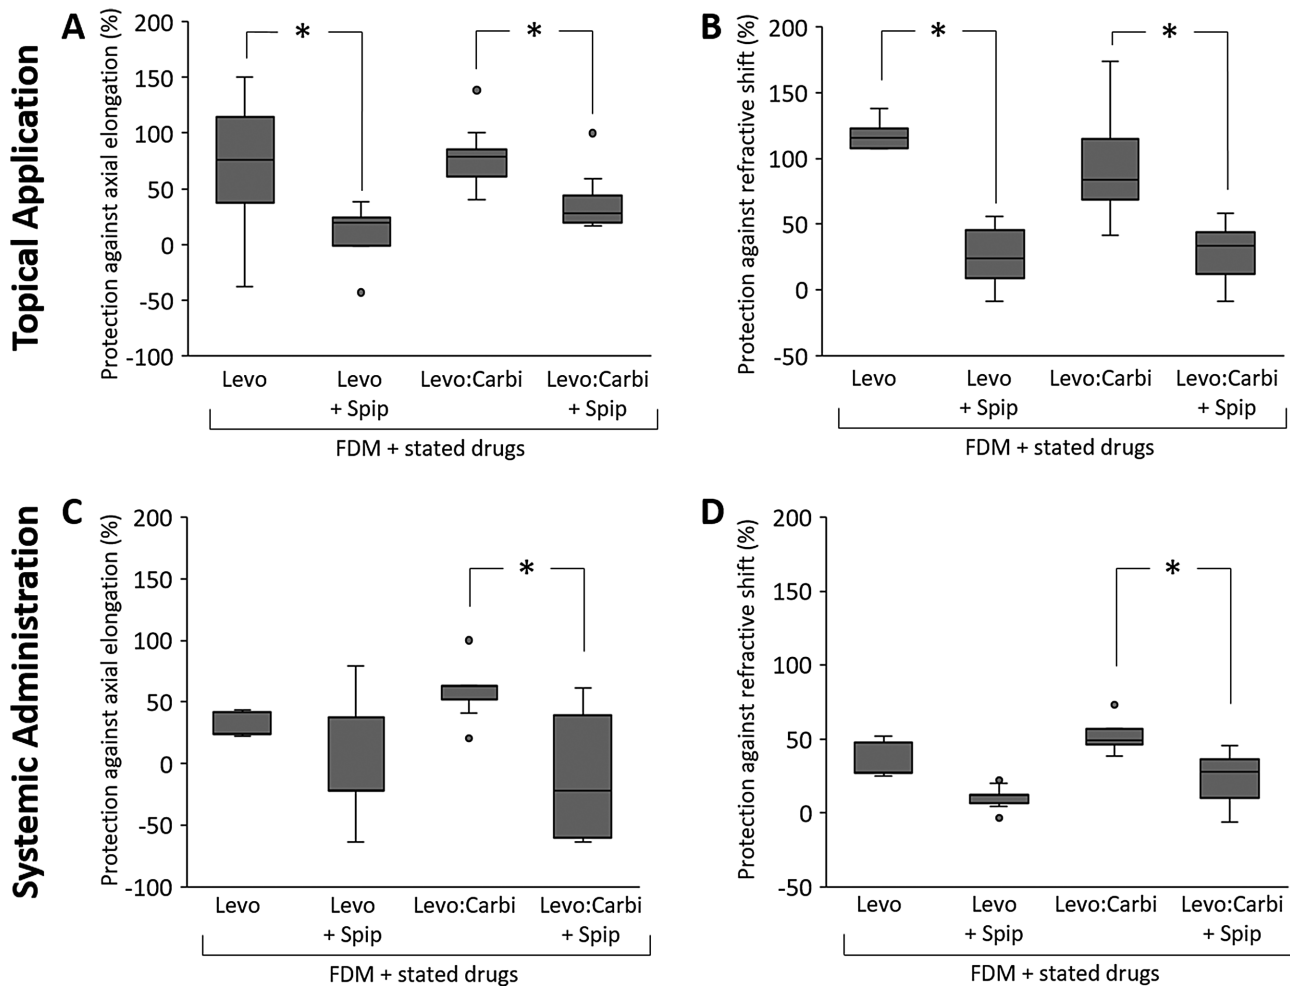 Topical Application
A
Protection against axial elongation (%)
200
150
100
50
0
-50
-100
*
*
Levo
Levo
+ Spip
Levo:Carbi
Levo:Carbi
+ Spip
FDM + stated drugs
B
Protection against refractive shift (%)
200
150
100
50
0
-50
*
*
Levo
Levo
+ Spip
Levo:Carbi
Levo:Carbi
+ Spip
FDM + stated drugs
Systemic Administration
C
Protection against axial elongation (%)
200
150
100
50
0
-50
-100
*
Levo
Levo
+ Spip
Levo:Carbi
Levo:Carbi
+ Spip
FDM + stated drugs
D
Protection against refractive shift (%)
200
150
100
50
0
-50
*
Levo
Levo
+ Spip
Levo:Carbi
Levo:Carbi
+ Spip
FDM + stated drugs